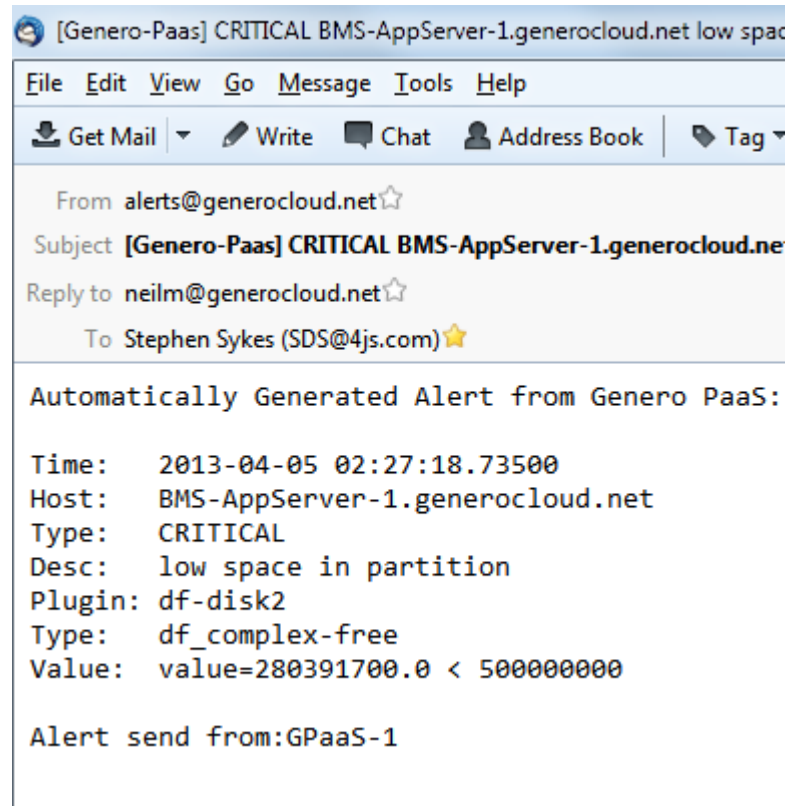 [Genero-Paas] CRITICAL BMS-AppServer-1.generocloud.net low spac
File Edit View Go Message Tools Help
Get Mail Write Chat Address Book Tag
From alerts@generocloud.net
Subject [Genero-Paas] CRITICAL BMS-AppServer-1.generocloud.ne
Reply to neilm@generocloud.net
To Stephen Sykes (SDS@4js.com)
Automatically Generated Alert from Genero PaaS:
Time: 2013-04-05 02:27:18.73500
Host: BMS-AppServer-1.generocloud.net
Type: CRITICAL
Desc: low space in partition
Plugin: df-disk2
Type: df_complex-free
Value: value=280391700.0 < 500000000
Alert send from:GPaaS-1